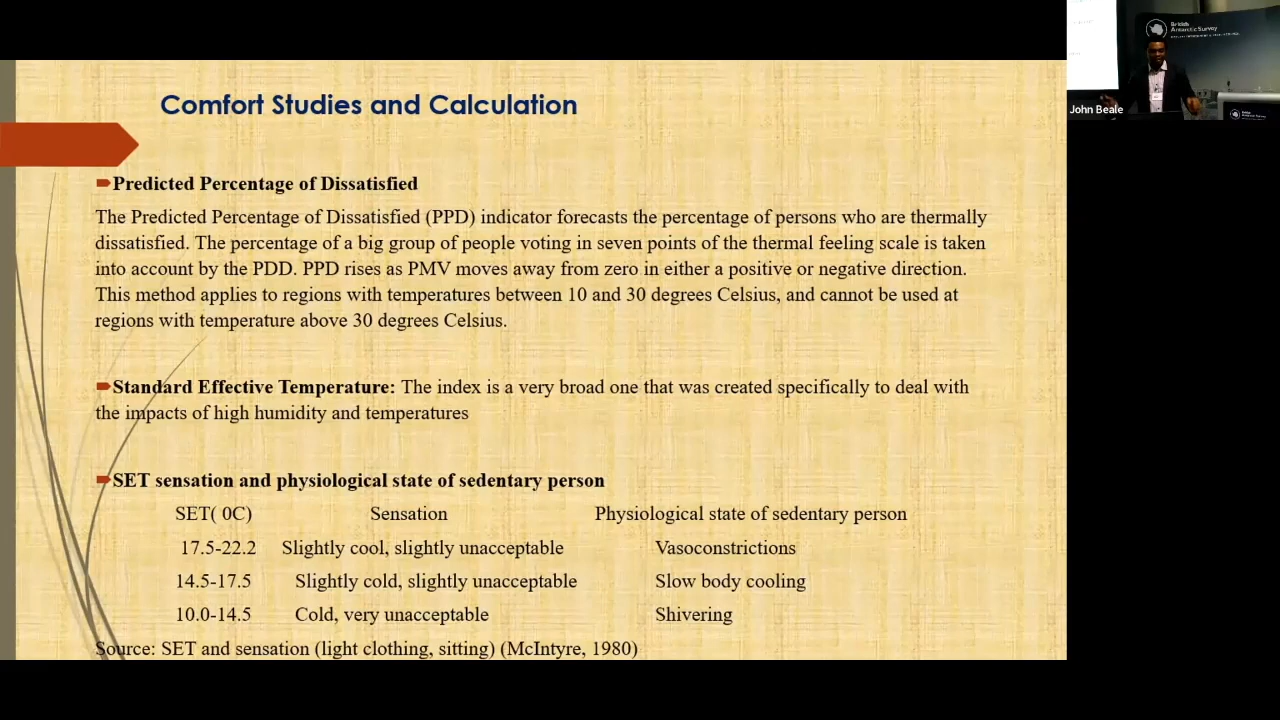 Comfort Studies and Calculation
Predicted Percentage of Dissatisfied
The Predicted Percentage of Dissatisfied (PPD) indicator forecasts the percentage of persons who are thermally
dissatisfied. The percentage of a big group of people voting in seven points of the thermal feeling scale is taken
into account by the PDD. PPD rises as PMV moves away from zero in either a positive or negative direction.
This method applies to regions with temperatures between 10 and 30 degrees Celsius, and cannot be used at
regions with temperature above 30 degrees Celsius.
Standard Effective Temperature: The index is a very broad one that was created specifically to deal with
the impacts of high humidity and temperatures
SET sensation and physiological state of sedentary person
SET( 0C) Sensation Physiological state of sedentary person
17.5-22.2 Slightly cool, slightly unacceptable Vasoconstrictions
14.5-17.5 Slightly cold, slightly unacceptable Slow body cooling
10.0-14.5 Cold, very unacceptable Shivering
Source: SET and sensation (light clothing, sitting) (McIntyre, 1980)
British
Antarctic Survey
John Beale